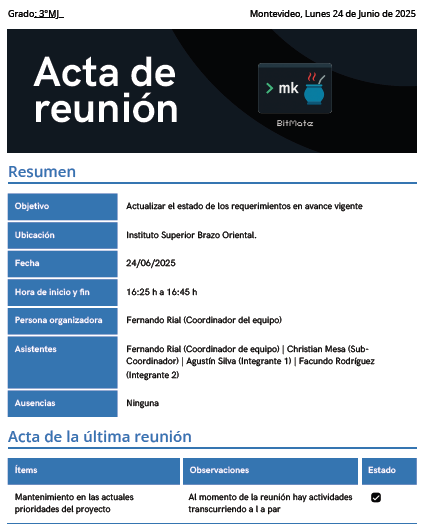 Grado: 3°MJ
Montevideo, Lunes 24 de Junio de 2025
Acta de
reunión
mk
BitMate
Resumen
Objetivo
Actualizar el estado de los requerimientos en avance vigente
Ubicación
Instituto Superior Brazo Oriental.
Fecha
24/06/2025
Hora de inicio y fin
16:25 h a 16:45 h
Persona organizadora
Fernando Rial (Coordinador del equipo)
Asistentes
Fernando Rial (Coordinador de equipo) | Christian Mesa (Sub-
Coordinador) | Agustín Silva (Integrante 1) | Facundo Rodríguez
(Integrante 2)
Ausencias
Ninguna
Acta de la última reunión
Ítems
Observaciones
Estado
Mantenimiento en las actuales
prioridades del proyecto
Al momento de la reunión hay actividades
transcurriendo a l a par